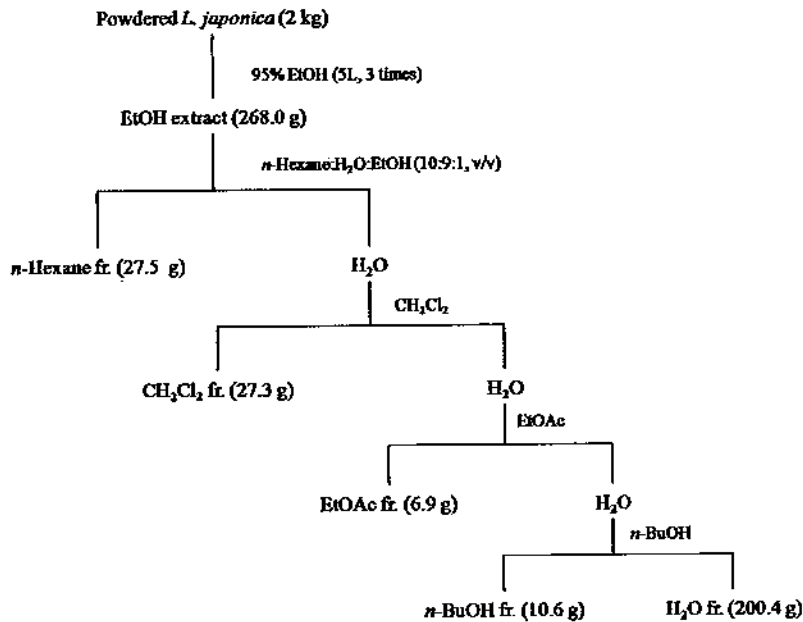 Powdered L. japonica (2 kg)
95% EtOH (5L, 3 times)
EtOH extract (268.0 g)
n-Hexane:H₂O:EtOH (10:9:1, v/v)
n-Hexane fr. (27.5 g)
H₂O
CH₂Cl₂
CH₂Cl₂ fr. (27.3 g)
H₂O
EtOAc
EtOAc fr. (6.9 g)
H₂O
n-BuOH
n-BuOH fr. (10.6 g)
H₂O fr. (200.4 g)